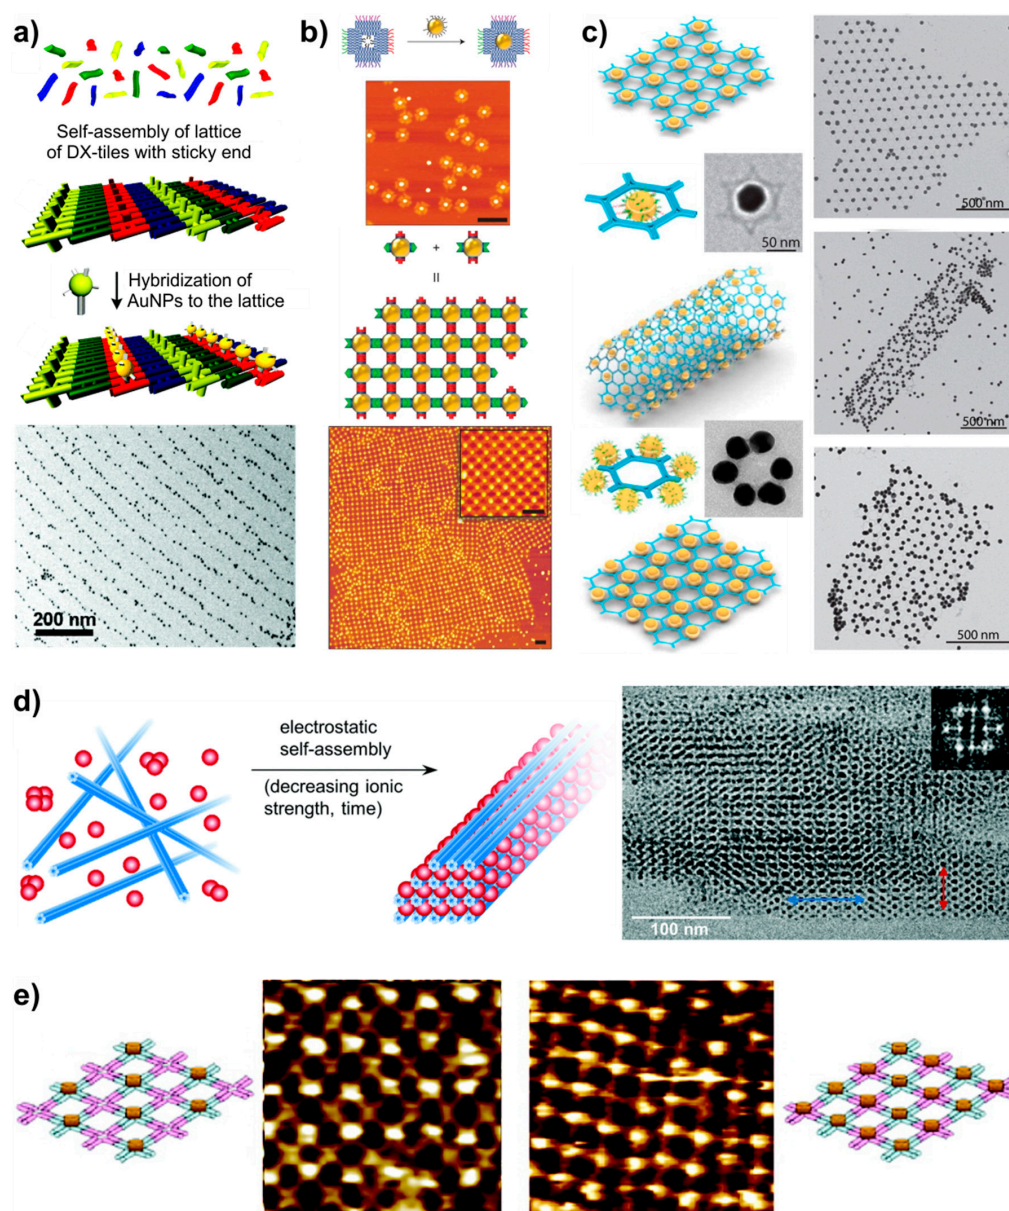 a)
Self-assembly of lattice
of DX-tiles with sticky end
Hybridization of
AuNPs to the lattice
200 nm
b)
+
=
c)
500 nm
50 nm
500 nm
500 nm
d)
electrostatic
self-assembly
(decreasing ionic
strength, time)
100 nm
e)